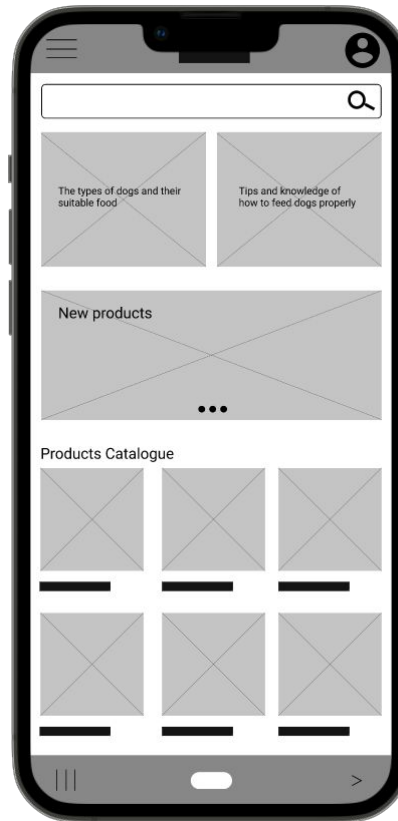 The types of dogs and their
suitable food
Tips and knowledge of
how to feed dogs properly
New products
Products Catalogue